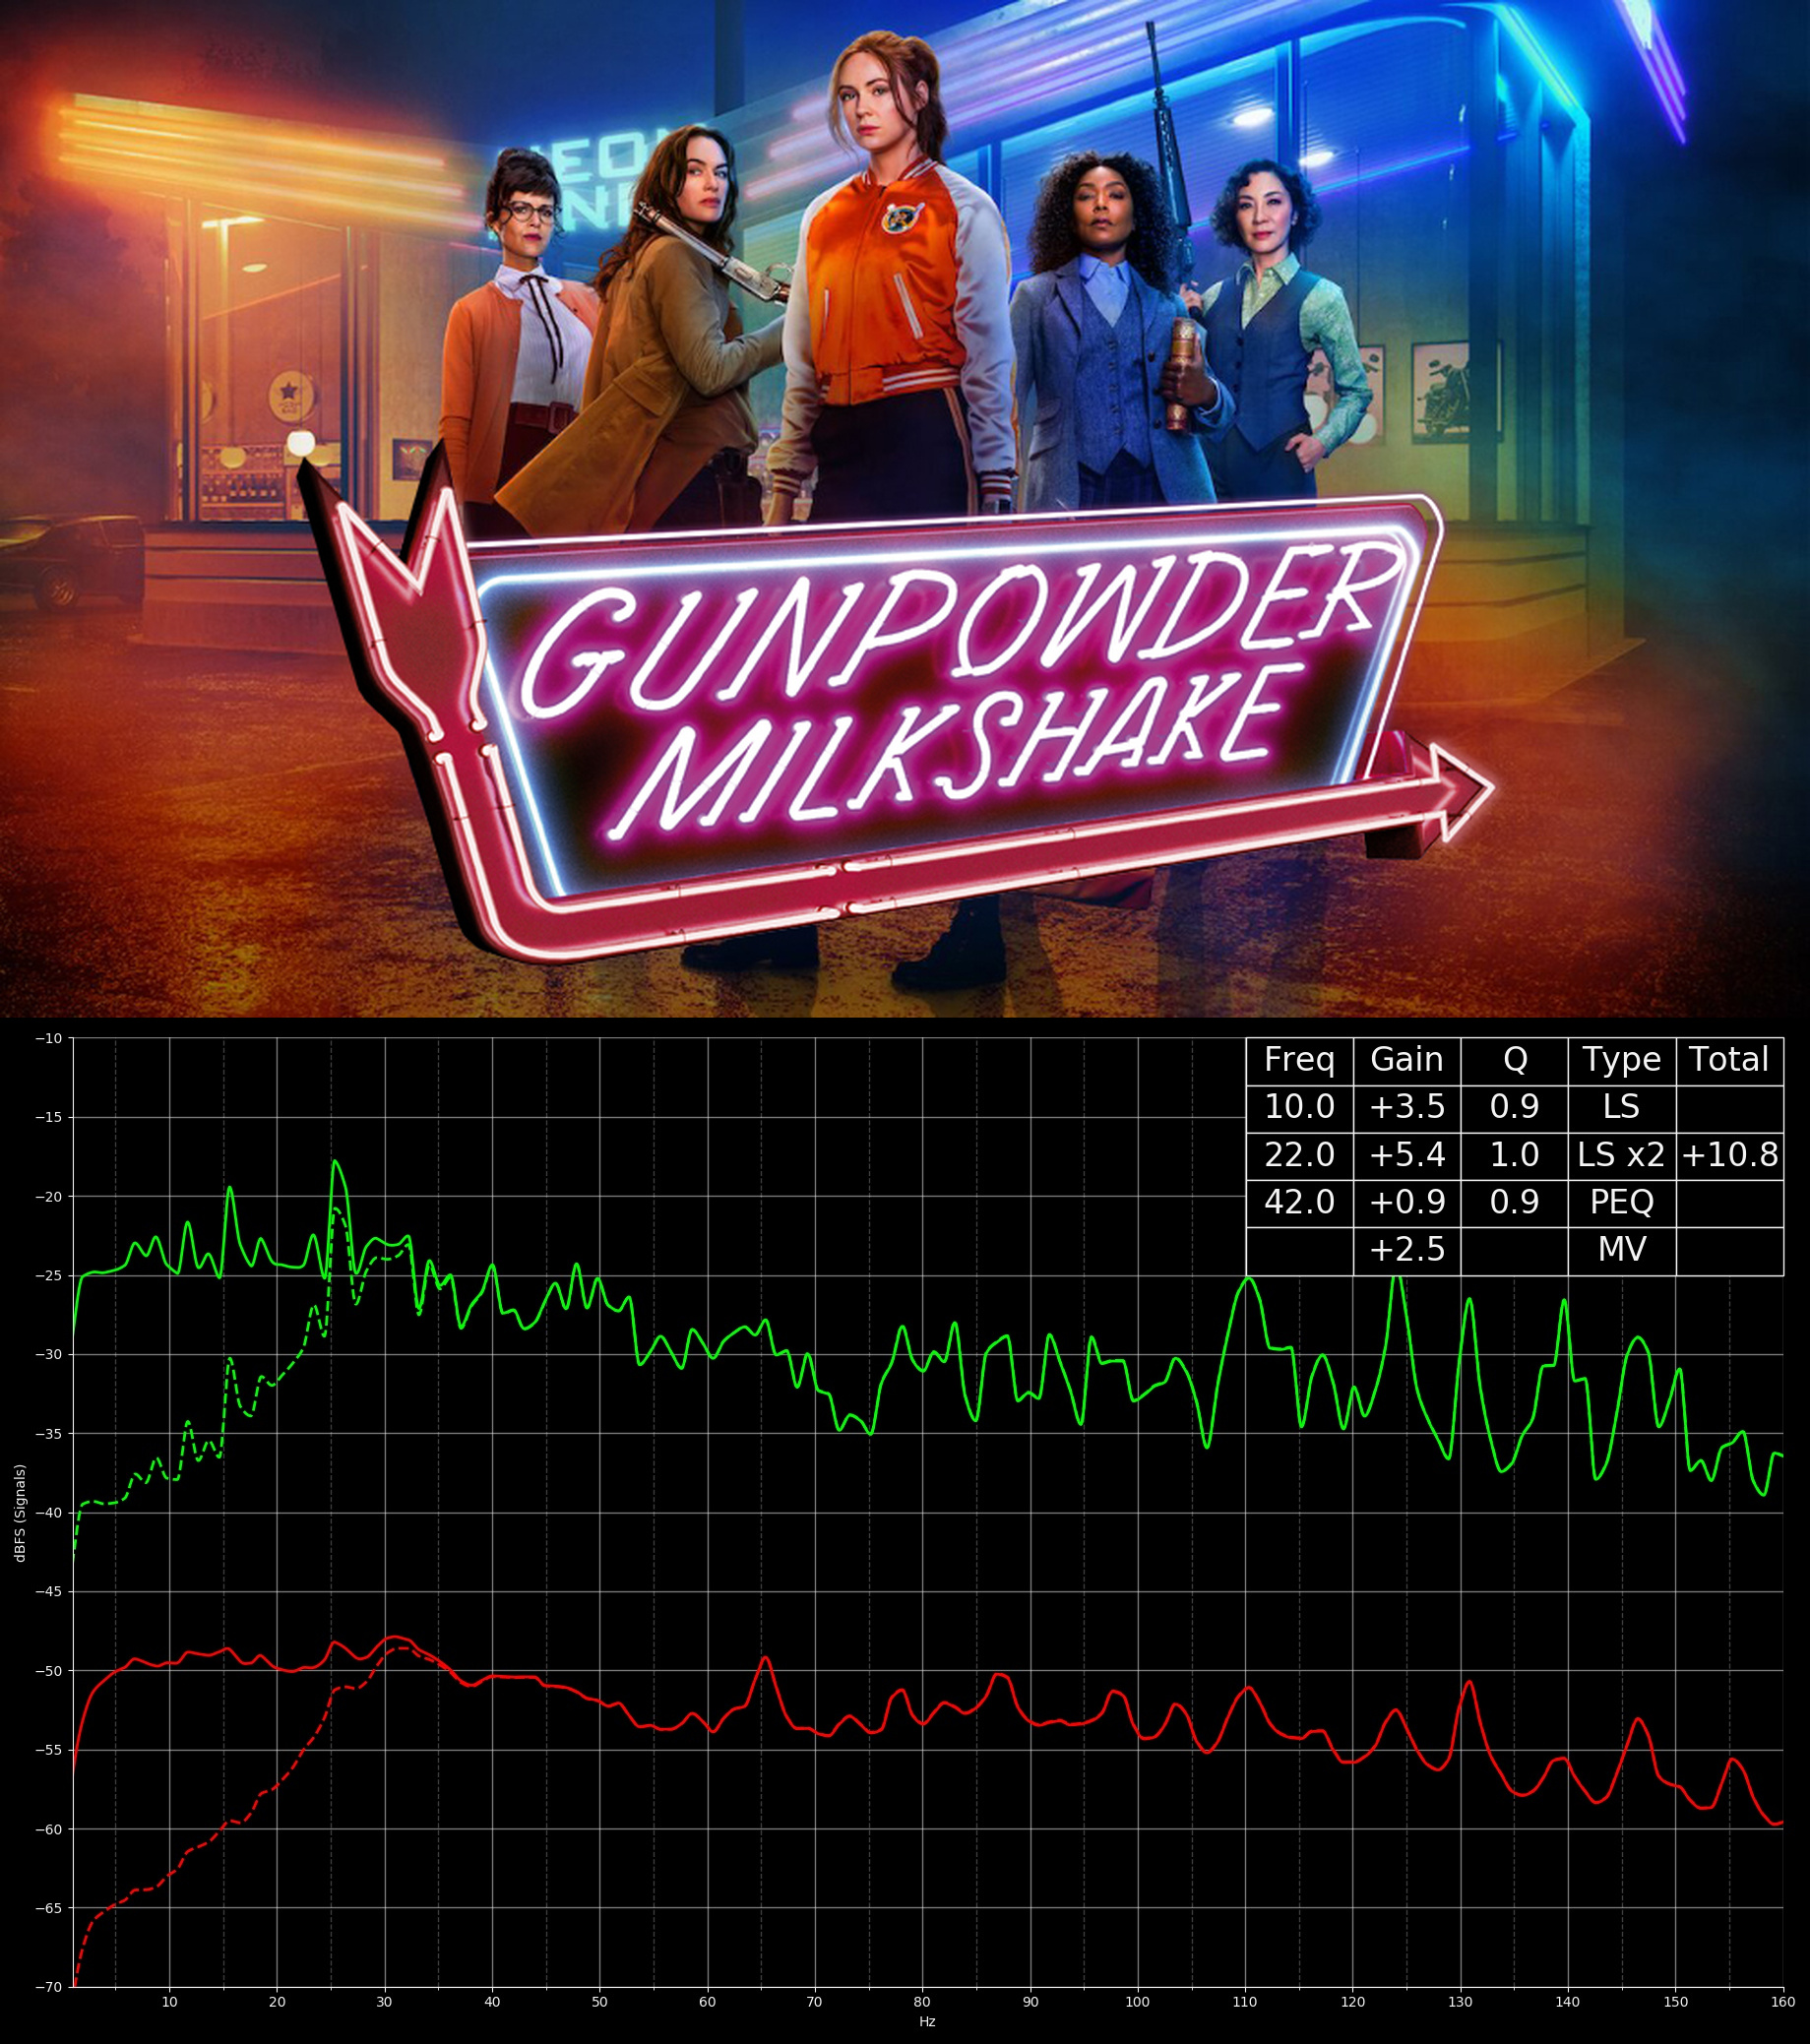 NEON
GUNPOWDER
MILKSHAKE
Freq Gain Q Type Total
10.0 +3.5 0.9 LS
22.0 +5.4 1.0 LS x2 +10.8
42.0 +0.9 0.9 PEQ
+2.5 MV
−10
−15
−20
−25
−30
−35
−40
−45
−50
−55
−60
−65
−70
dBFS (Signals)
10 20 30 40 50 60 70 80 90 100 110 120 130 140 150 160
Hz